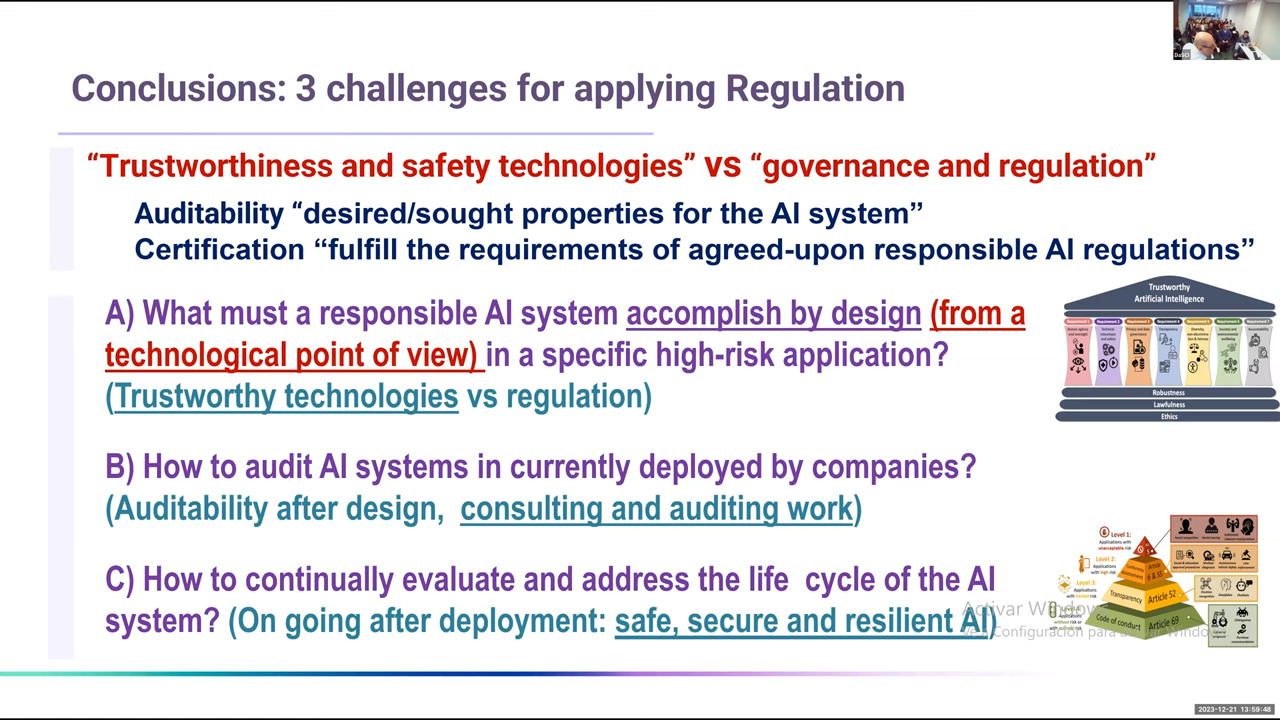 DaSCI
Conclusions: 3 challenges for applying Regulation
“Trustworthiness and safety technologies” VS “governance and regulation”
Auditability “desired/sought properties for the AI system”
Certification “fulfill the requirements of agreed-upon responsible AI regulations”
A) What must a responsible AI system accomplish by design (from a
technological point of view) in a specific high-risk application?
(Trustworthy technologies vs regulation)
Trustworthy
Artificial Intelligence
Robustness
Lawfulness
Ethics
B) How to audit AI systems in currently deployed by companies?
(Auditability after design, consulting and auditing work)
C) How to continually evaluate and address the life cycle of the AI
system? (On going after deployment: safe, secure and resilient AI)
Level 1:
Applications with
unacceptable risk
Level 2:
Applications
with high risk
Level 3:
Transparency
Article 52
Code of conduct
Article 69
Activar Windows
2023-12-21 13:59:48